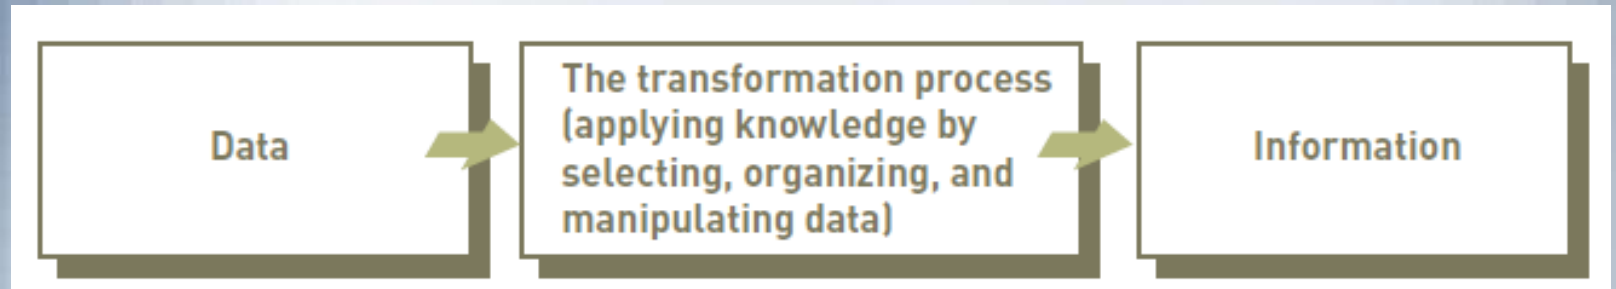 Data
The transformation process
(applying knowledge by
selecting, organizing, and
manipulating data)
Information